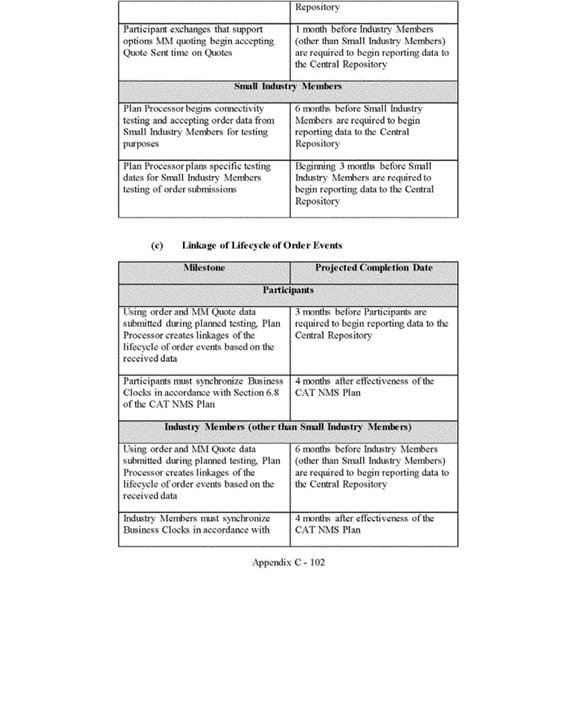 Repository
Participant exchanges that support
options MM quoting begin accepting
Quote Sent time on Quotes
1 month before Industry Members
(other than Small Industry Members)
are required to begin reporting data to
the Central Repository
Small Industry Members
Plan Processor begins connectivity
testing and accepting order data from
Small Industry Members for testing
purposes
6 months before Small Industry
Members are required to begin
reporting data to the Central
Repository
Plan Processor plans specific testing
dates for Small Industry Members
testing of order submissions
Beginning 3 months before Small
Industry Members are required to
begin reporting data to the Central
Repository
(c) Linkage of Lifecycle of Order Events
Milestone
Projected Completion Date
Participants
Using order and MM Quote data
submitted during planned testing, Plan
Processor creates linkages of the
lifecycle of order events based on the
received data
3 months before Participants are
required to begin reporting data to the
Central Repository
Participants must synchronize Business
Clocks in accordance with Section 6.8
of the CAT NMS Plan
4 months after effectiveness of the
CAT NMS Plan
Industry Members (other than Small Industry Members)
Using order and MM Quote data
submitted during planned testing, Plan
Processor creates linkages of the
lifecycle of order events based on the
received data
6 months before Industry Members
(other than Small Industry Members)
are required to begin reporting data to
the Central Repository
Industry Members must synchronize
Business Clocks in accordance with
4 months after effectiveness of the
CAT NMS Plan
Appendix C - 102